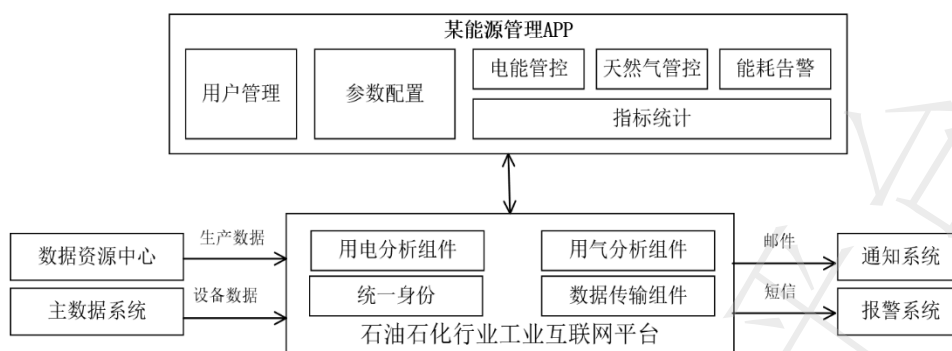 某能源管理APP
用户管理
参数配置
电能管控
天然气管控
能耗告警
指标统计
数据资源中心
主数据系统
生产数据
设备数据
用电分析组件
用气分析组件
统一身份
数据传输组件
石油石化行业工业互联网平台
邮件
短信
通知系统
报警系统